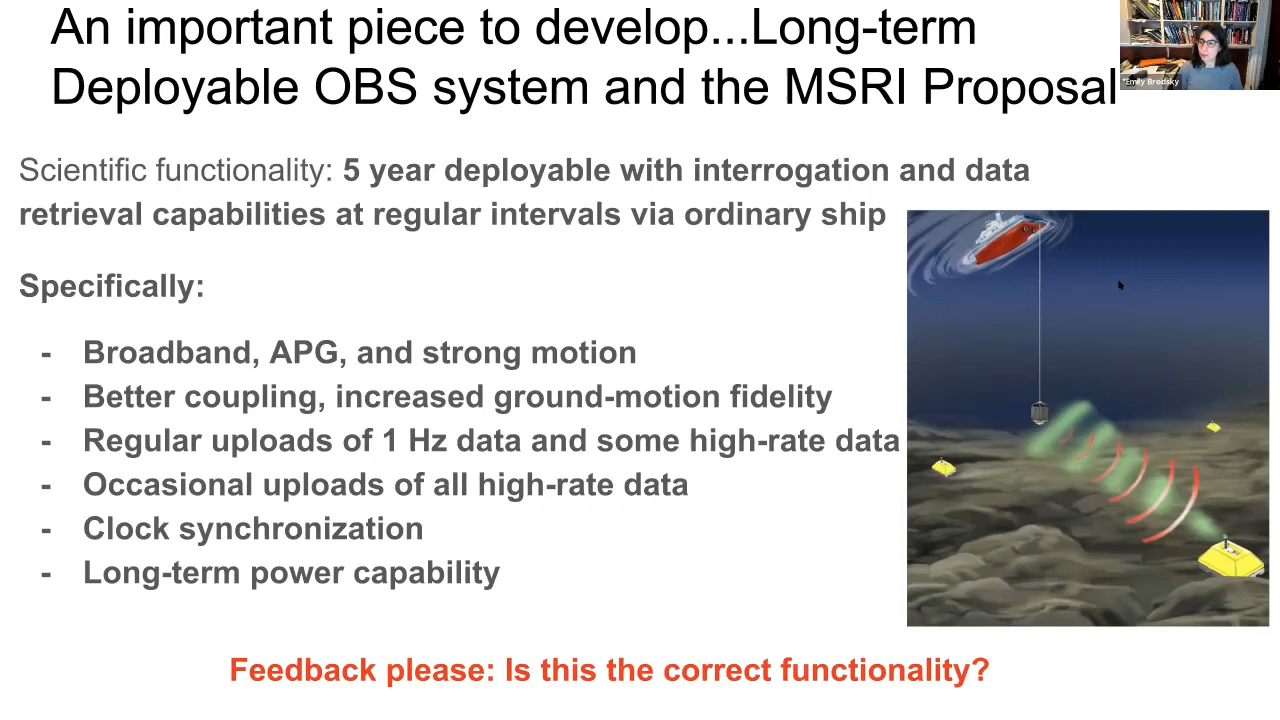 An important piece to develop...Long-term
Deployable OBS system and the MSRI Proposal
*Emily Brodsky
Scientific functionality: 5 year deployable with interrogation and data
retrieval capabilities at regular intervals via ordinary ship
Specifically:
- Broadband, APG, and strong motion
- Better coupling, increased ground-motion fidelity
- Regular uploads of 1 Hz data and some high-rate data
- Occasional uploads of all high-rate data
- Clock synchronization
- Long-term power capability
Feedback please: Is this the correct functionality?